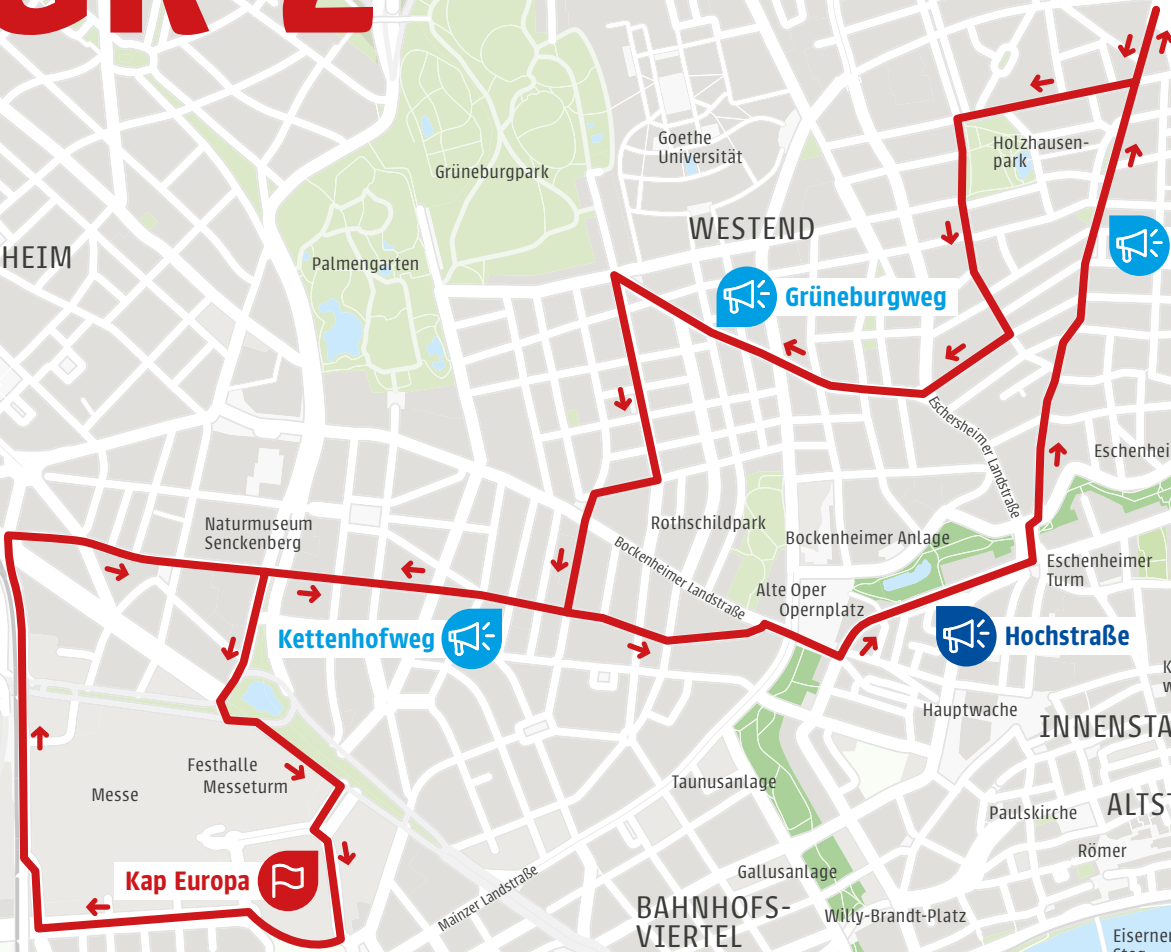 HEIM
Grüneburgpark
Goethe
Universität
Holzhausen-
park
WESTEND
Palmengarten
Grüneburgweg
Eschersheimer Landstraße
Naturmuseum
Senckenberg
Rothschildpark
Bockenheimer Anlage
Bockenheimer Landstraße
Eschenheimer
Turm
Alte Oper
Opernplatz
Kettenhofweg
Hochstraße
Hauptwache
INNENSTA
Festhalle
Messeturm
Messe
Taunusanlage
Paulskirche
ALTST
Römer
Kap Europa
Mainzer Landstraße
Gallusanlage
BAHNHOFS-
VIERTEL
Willy-Brandt-Platz
Eiserner
Eschenhei